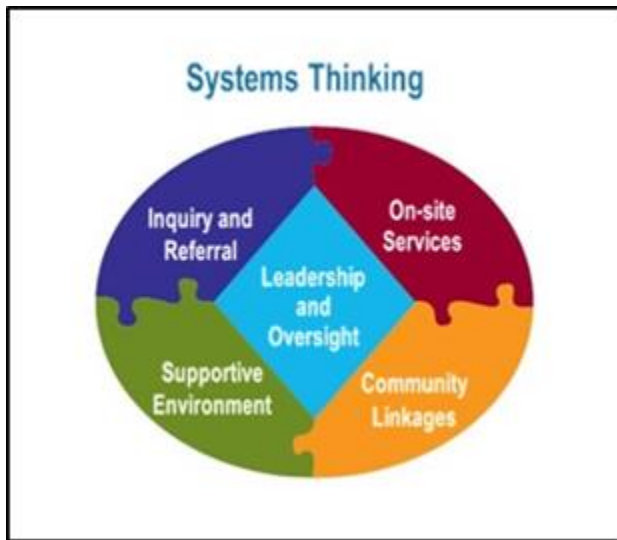 Systems Thinking
Inquiry and
Referral
On-site
Services
Leadership
and
Oversight
Supportive
Environment
Community
Linkages